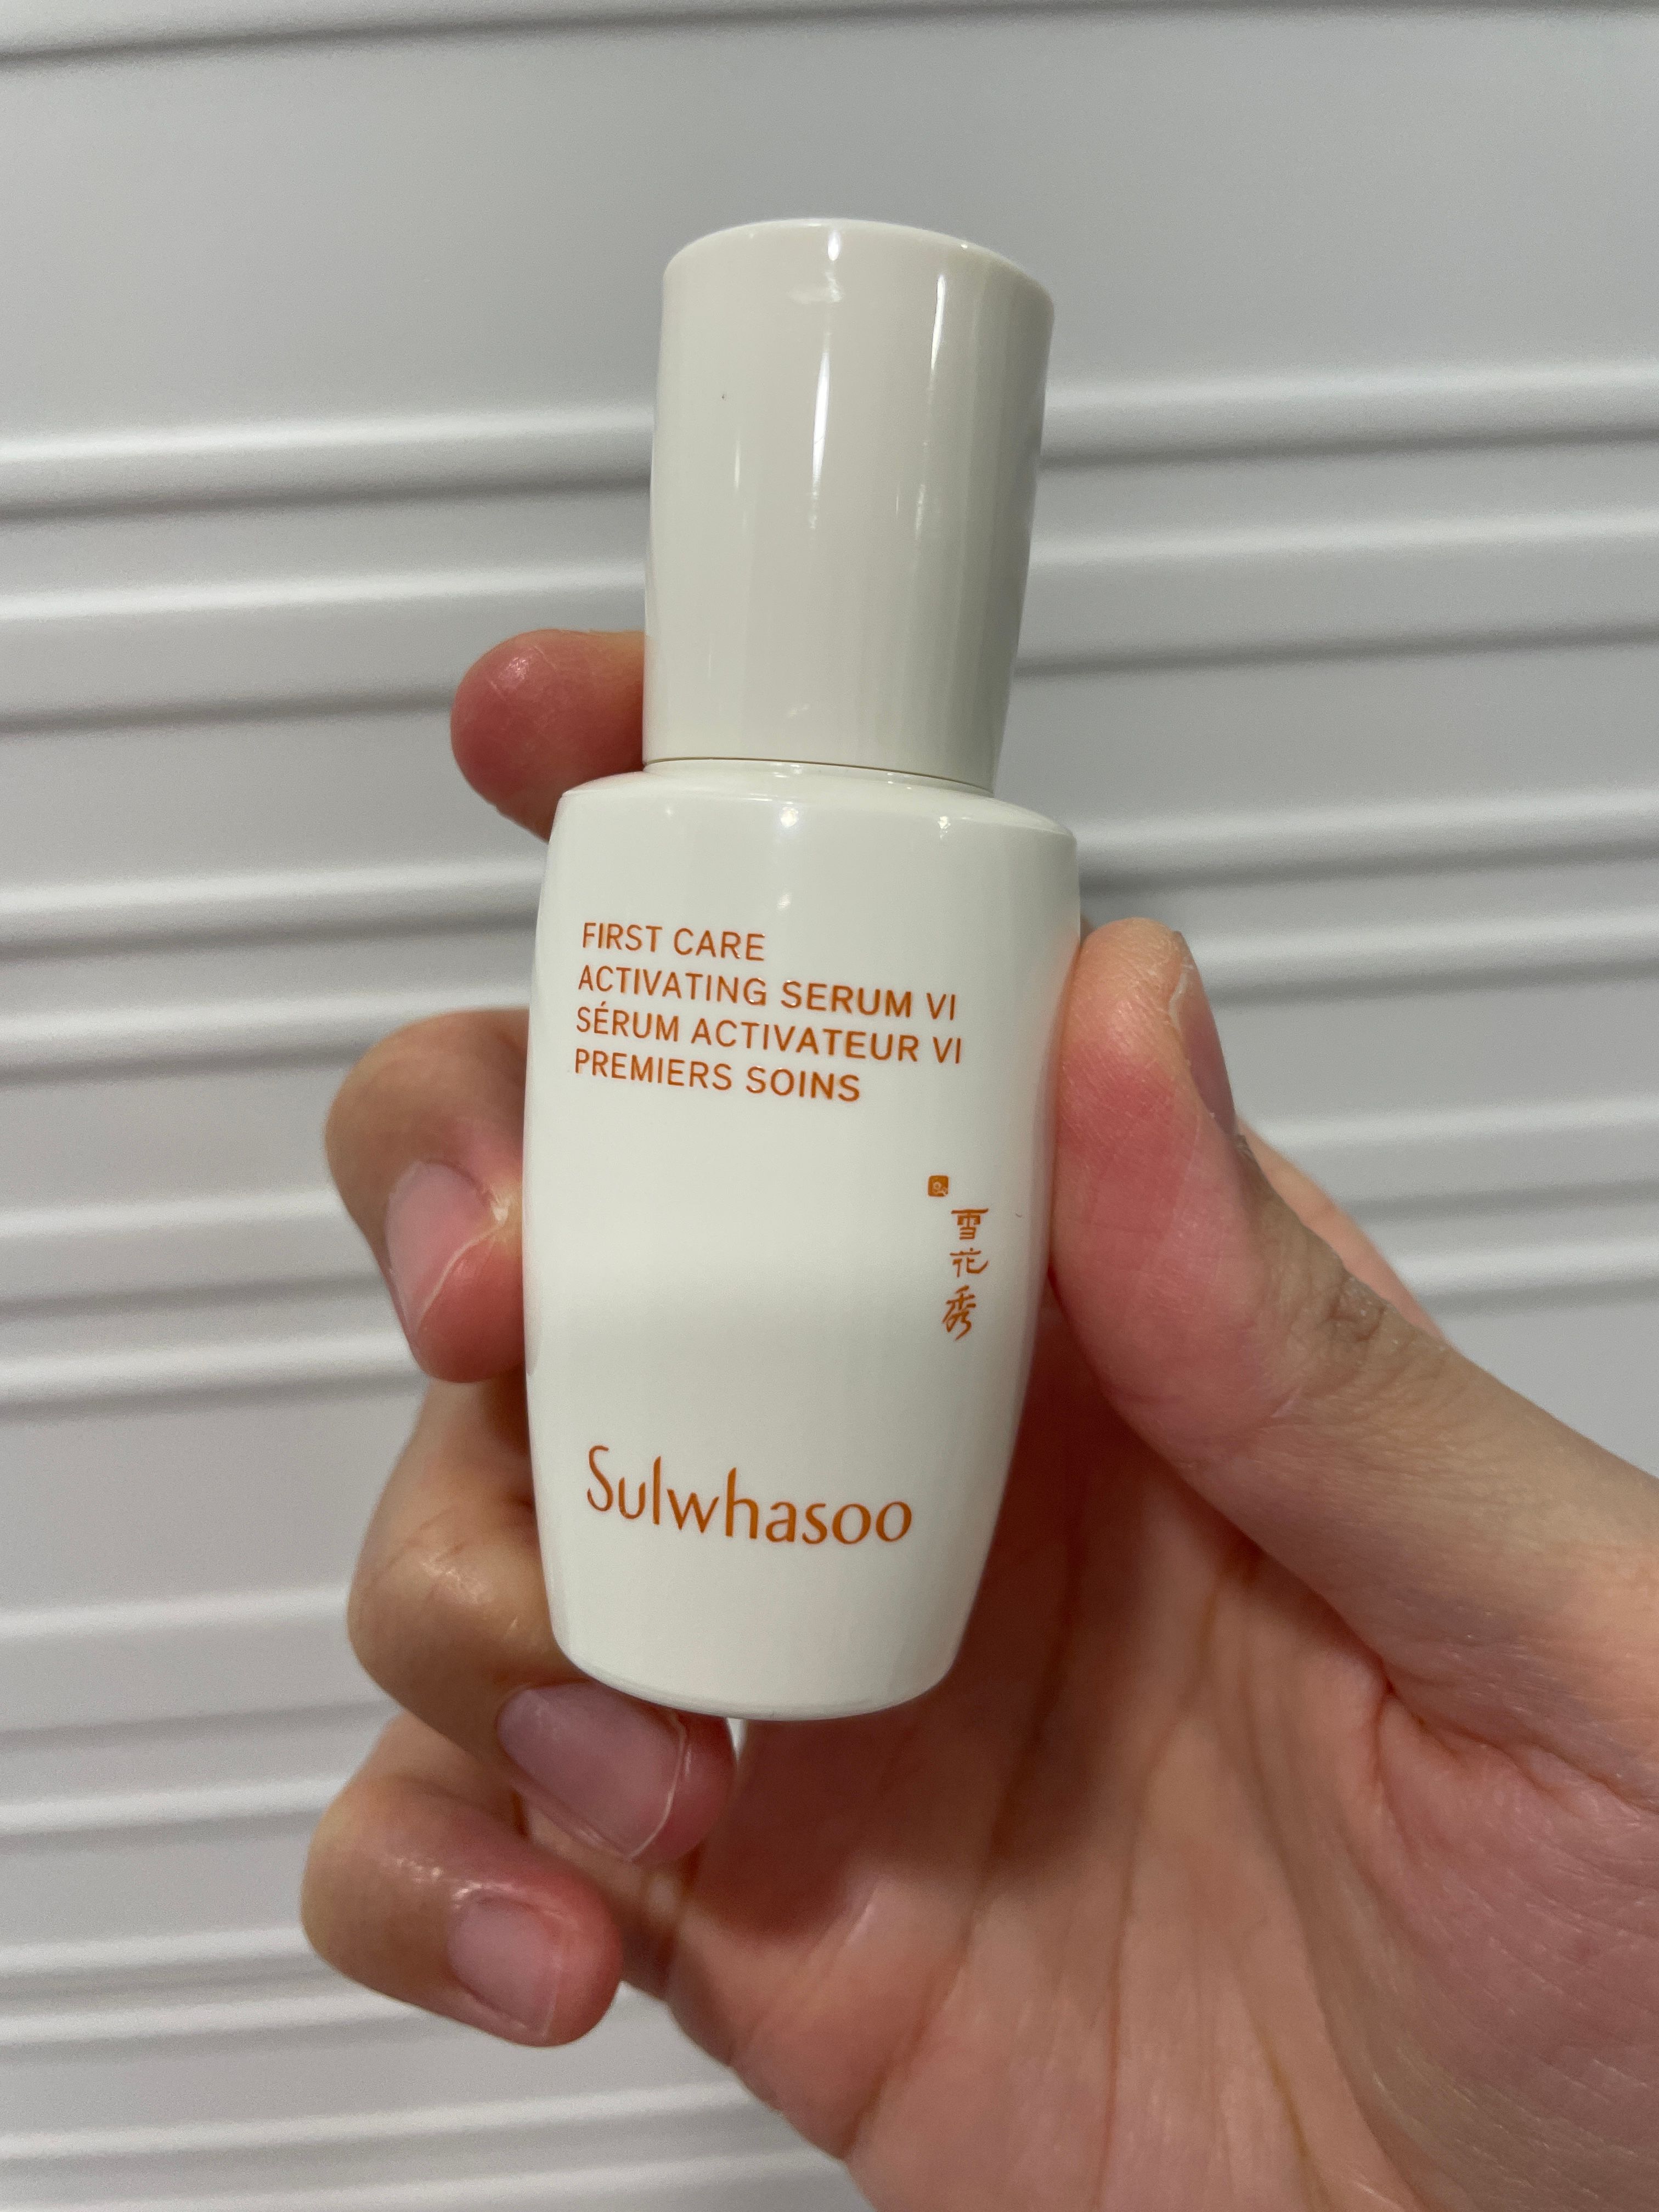 FIRST CARE
ACTIVATING SERUM VI
SÉRUM ACTIVATEUR VI
PREMIERS SOINS
雪花秀
Sulwhasoo